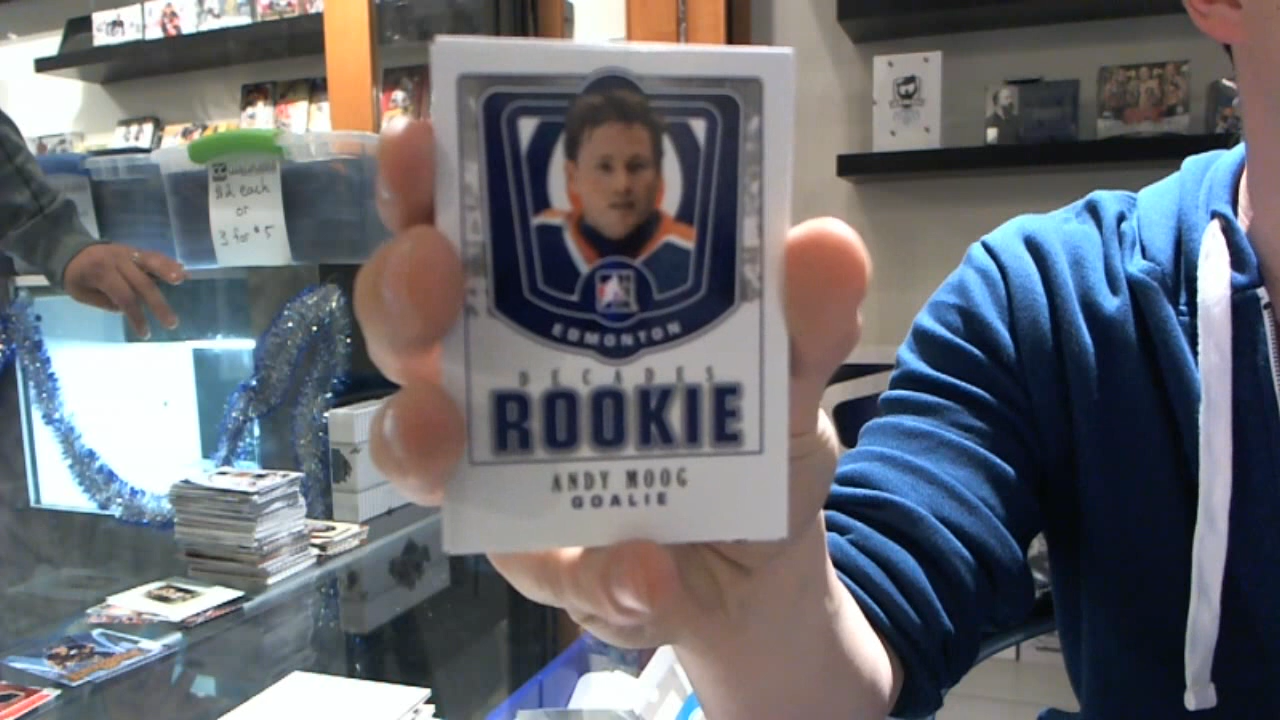 $2 each
or
3 for $5
EDMONTON
DECADES
ROOKIE
ANDY MOOG
GOALIE